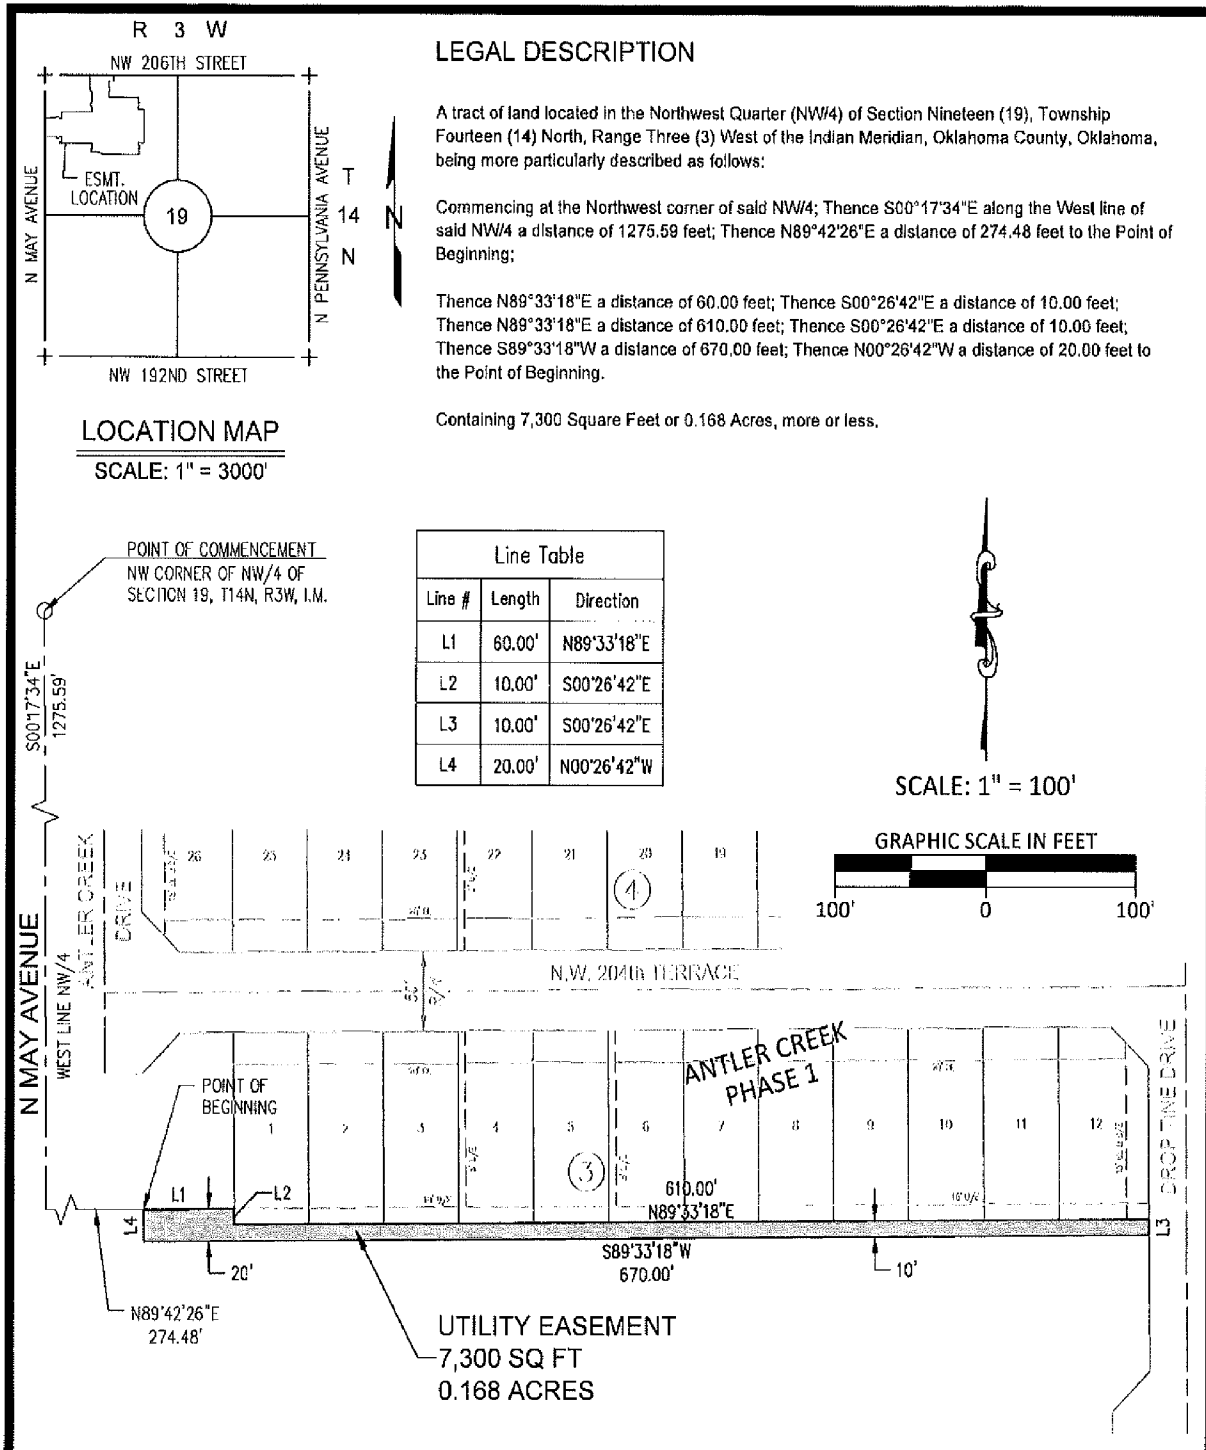 R 3 W
NW 206TH STREET
N MAY AVENUE
ESMT.
LOCATION
19
N PENNSYLVANIA AVENUE
T
14
N
N
NW 192ND STREET
LOCATION MAP
SCALE: 1" = 3000'
LEGAL DESCRIPTION
A tract of land located in the Northwest Quarter (NW/4) of Section Nineteen (19), Township
Fourteen (14) North, Range Three (3) West of the Indian Meridian, Oklahoma County, Oklahoma,
being more particularly described as follows:
Commencing at the Northwest corner of said NW/4; Thence S00°17'34"E along the West line of
said NW/4 a distance of 1275.59 feet; Thence N89°42'26"E a distance of 274.48 feet to the Point of
Beginning;
Thence N89°33'18"E a distance of 60.00 feet; Thence S00°26'42"E a distance of 10.00 feet;
Thence N89°33'18"E a distance of 610.00 feet; Thence S00°26'42"E a distance of 10.00 feet;
Thence S89°33'18"W a distance of 670.00 feet; Thence N00°26'42"W a distance of 20.00 feet to
the Point of Beginning.
Containing 7,300 Square Feet or 0.168 Acres, more or less.
POINT OF COMMENCEMENT
NW CORNER OF NW/4 OF
SECTION 19, T14N, R3W, I.M.
S00°17'34"E
1275.59'
Line Table
Line # Length Direction
L1 60.00' N89°33'18"E
L2 10.00' S00°26'42"E
L3 10.00' S00°26'42"E
L4 20.00' N00°26'42"W
SCALE: 1" = 100'
GRAPHIC SCALE IN FEET
100' 0 100'
N MAY AVENUE
WEST LINE NW/4
ANTLER CREEK
DRIVE
26 25 24 23 22 21 20 19
4
N.W. 204th TERRACE
R/W
ANTLER CREEK
PHASE 1
DROP TINE DRIVE
POINT OF
BEGINNING
1 2 3 4 5 6 7 8 9 10 11 12
3
L1
L2
L4
L3
610.00'
N89°33'18"E
S89°33'18"W
670.00'
20'
10'
N89°42'26"E
274.48'
UTILITY EASEMENT
7,300 SQ FT
0.168 ACRES